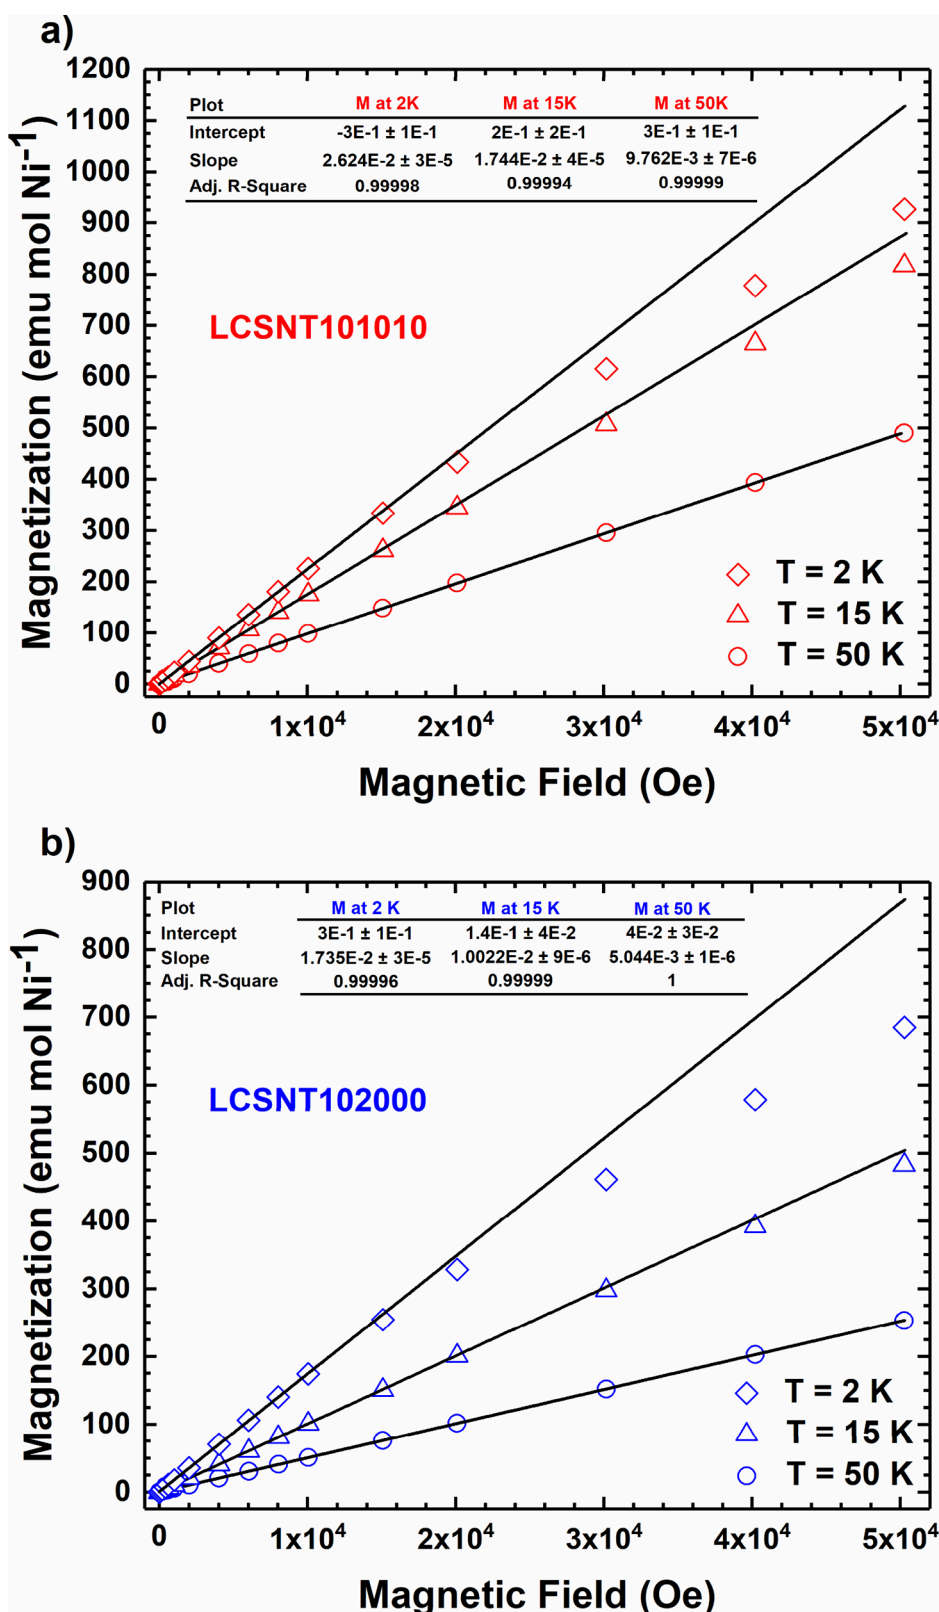 a)
Magnetization (emu mol Ni⁻¹)
1200
1100
1000
900
800
700
600
500
400
300
200
100
0
Plot M at 2K M at 15K M at 50K
Intercept -3E-1 ± 1E-1 2E-1 ± 2E-1 3E-1 ± 1E-1
Slope 2.624E-2 ± 3E-5 1.744E-2 ± 4E-5 9.762E-3 ± 7E-6
Adj. R-Square 0.99998 0.99994 0.99999
LCSNT101010
T = 2 K
T = 15 K
T = 50 K
0 1x10⁴ 2x10⁴ 3x10⁴ 4x10⁴ 5x10⁴
Magnetic Field (Oe)
b)
Magnetization (emu mol Ni⁻¹)
900
800
700
600
500
400
300
200
100
0
Plot M at 2 K M at 15 K M at 50 K
Intercept 3E-1 ± 1E-1 1.4E-1 ± 4E-2 4E-2 ± 3E-2
Slope 1.735E-2 ± 3E-5 1.0022E-2 ± 9E-6 5.044E-3 ± 1E-6
Adj. R-Square 0.99996 0.99999 1
LCSNT102000
T = 2 K
T = 15 K
T = 50 K
0 1x10⁴ 2x10⁴ 3x10⁴ 4x10⁴ 5x10⁴
Magnetic Field (Oe)